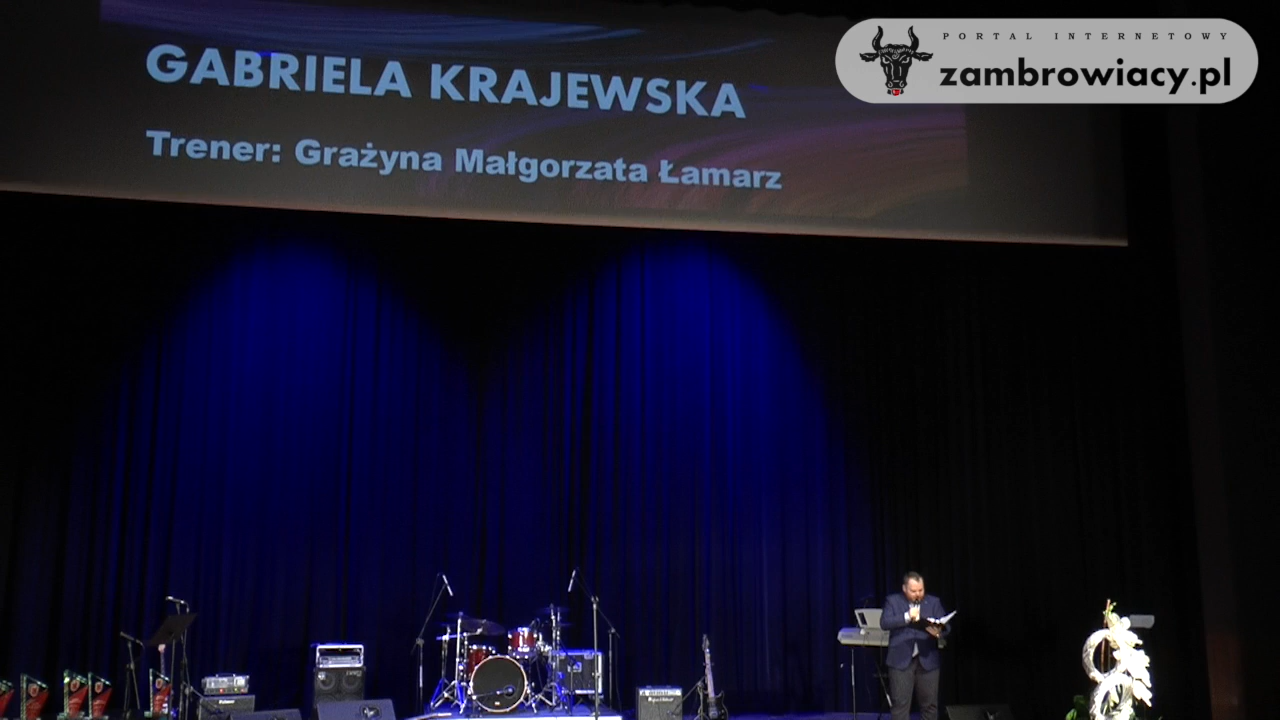 GABRIELA KRAJEWSKA
Trener: Grażyna Małgorzata Łamarz
PORTAL INTERNETOWY
zambrowiacy.pl